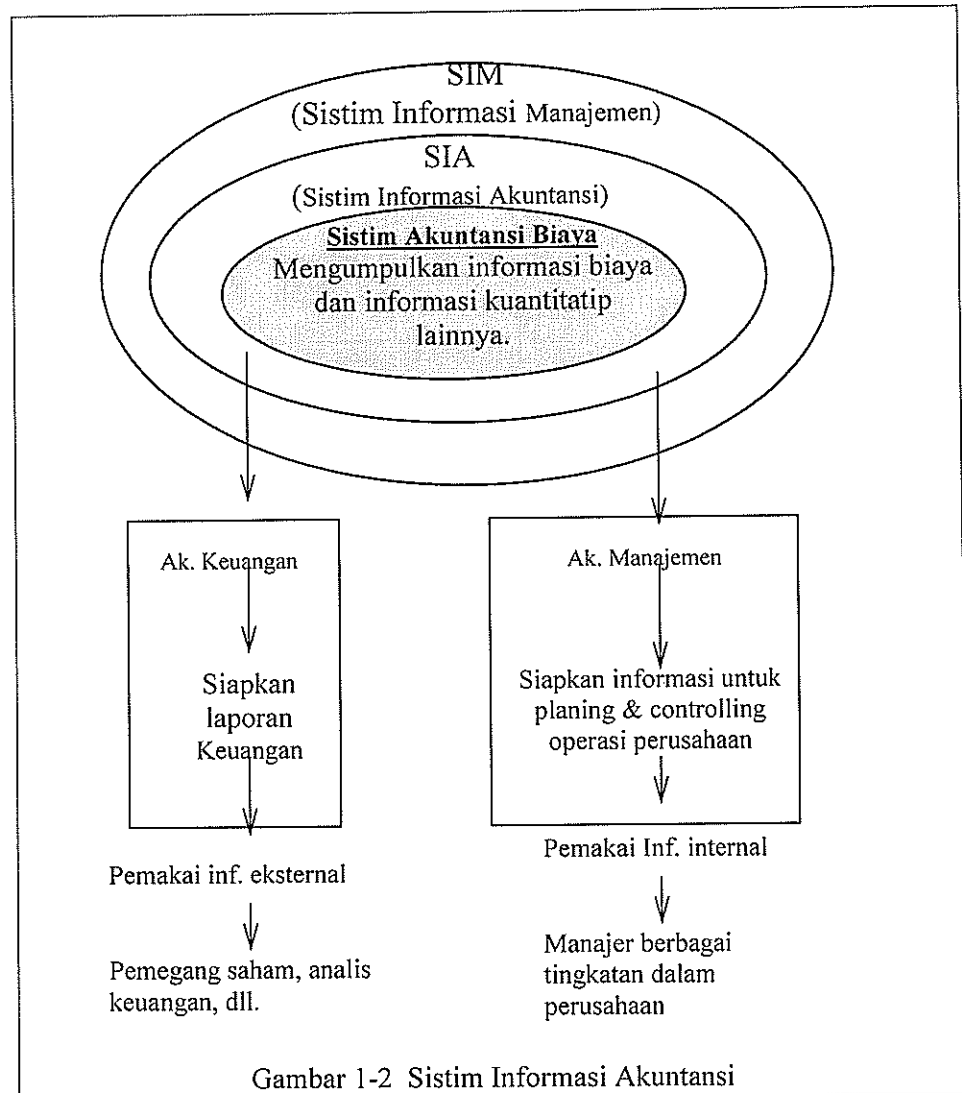 SIM
(Sistim Informasi Manajemen)
SIA
(Sistim Informasi Akuntansi)
Sistim Akuntansi Biaya
Mengumpulkan informasi biaya
dan informasi kuantitatip
lainnya.
Ak. Keuangan
Siapkan
laporan
Keuangan
Pemakai inf. eksternal
Pemegang saham, analis
keuangan, dll.
Ak. Manajemen
Siapkan informasi untuk
planing & controlling
operasi perusahaan
Pemakai Inf. internal
Manajer berbagai
tingkatan dalam
perusahaan
Gambar 1-2 Sistim Informasi Akuntansi